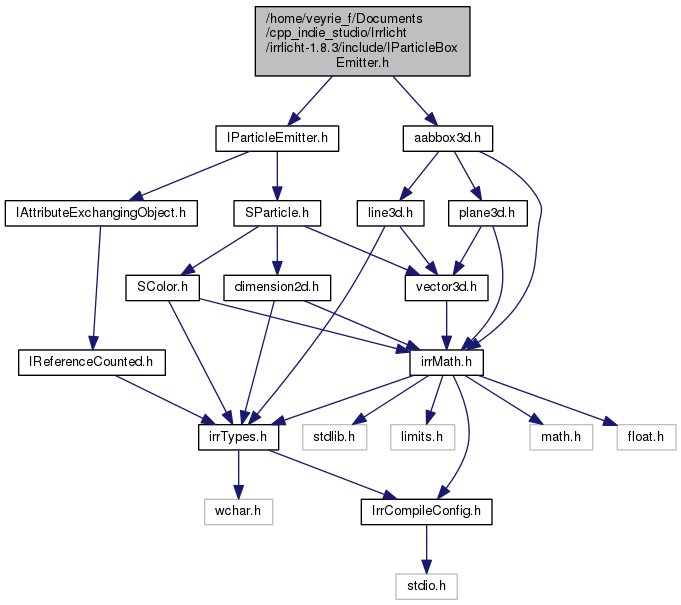 /home/veyrie_f/Documents
/cpp_indie_studio/Irrlicht
/irrlicht-1.8.3/include/IParticleBox
Emitter.h
IParticleEmitter.h
aabbox3d.h
IAttributeExchangingObject.h
SParticle.h
line3d.h
plane3d.h
SColor.h
dimension2d.h
vector3d.h
IReferenceCounted.h
irrMath.h
irrTypes.h
stdlib.h
limits.h
math.h
float.h
wchar.h
IrrCompileConfig.h
stdio.h